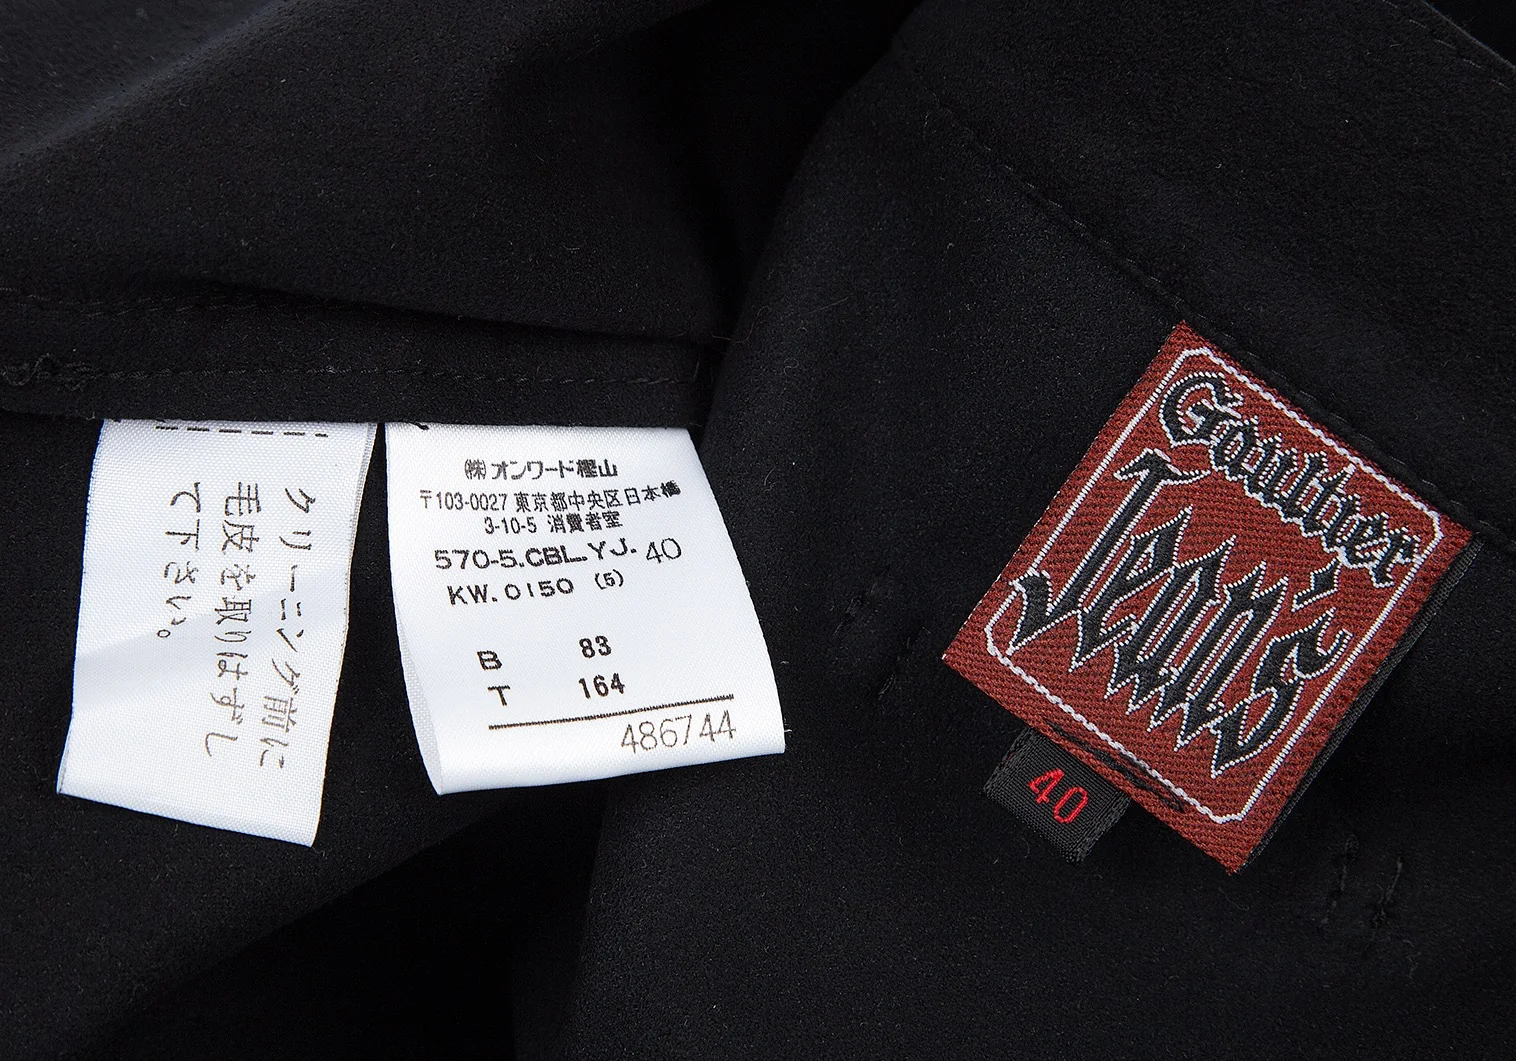 クリーニング前に
毛皮を取りはずし
て下さい。
㈱オンワード樫山
〒103-0027 東京都中央区日本橋
3-10-5 消費者室
570-5.CBL.YJ. 40
KW.0150 (5)
B 83
T 164
486744
Gaultier
Jean's
40